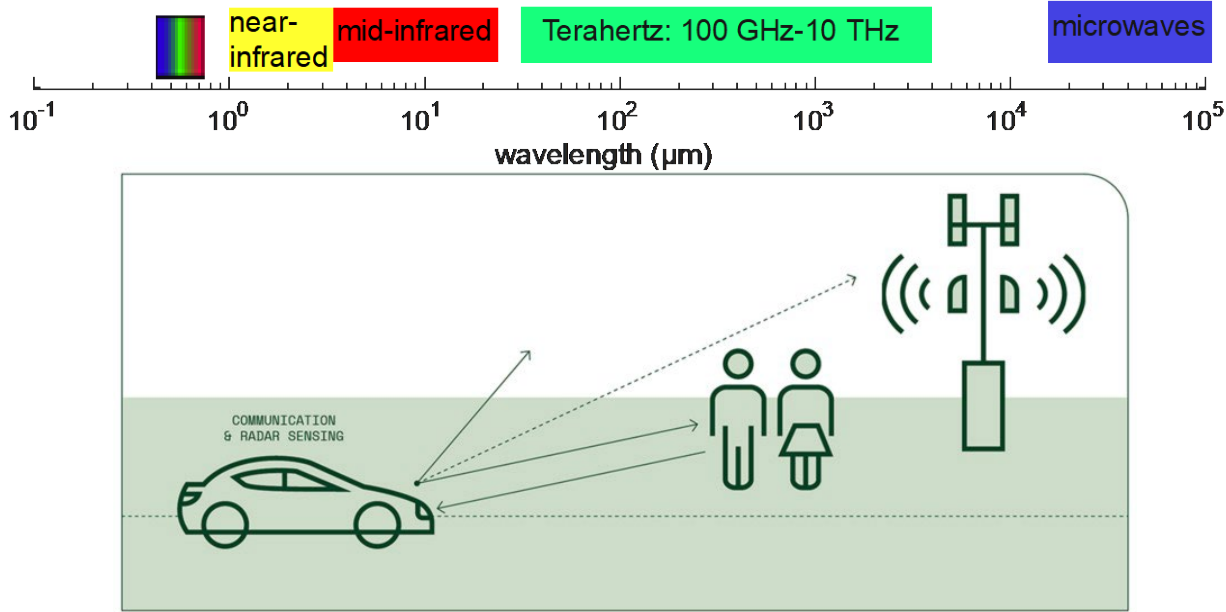 near-
infrared
mid-infrared
Terahertz: 100 GHz-10 THz
microwaves
10⁻¹
10⁰
10¹
10²
10³
10⁴
10⁵
wavelength (µm)
COMMUNICATION
& RADAR SENSING